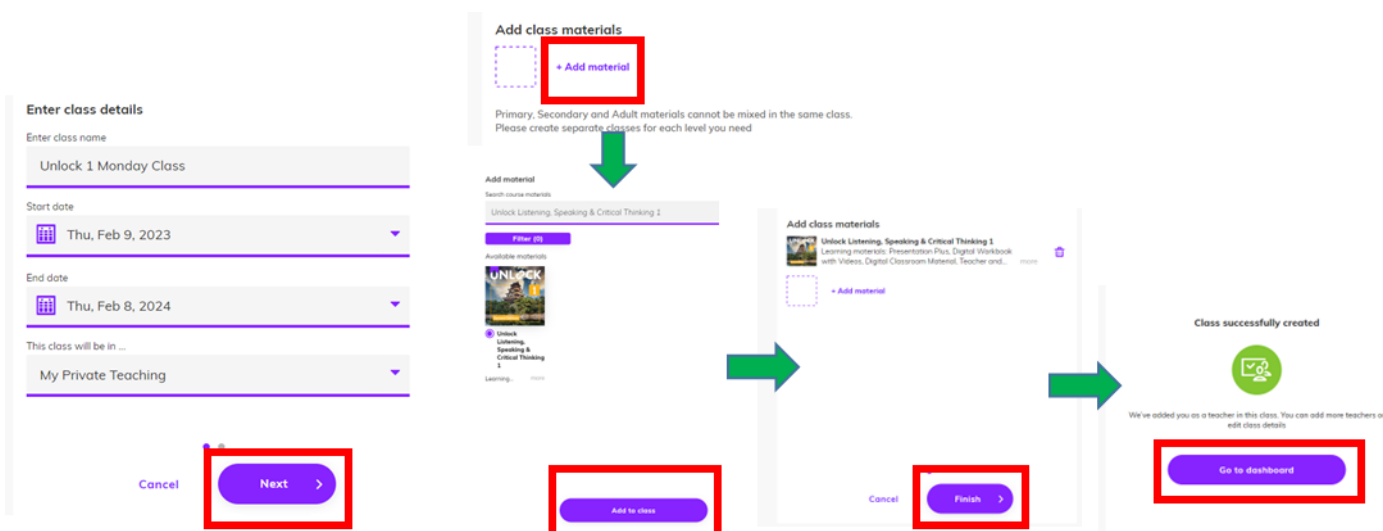 Enter class details
Enter class name
Unlock 1 Monday Class
Start date
Thu, Feb 9, 2023
End date
Thu, Feb 8, 2024
This class will be in ...
My Private Teaching
Cancel
Next
Add class materials
+ Add material
Primary, Secondary and Adult materials cannot be mixed in the same class.
Please create separate classes for each level you need
Add material
Search course materials
Unlock Listening, Speaking & Critical Thinking 1
Filter (0)
Available materials
UNLOCK
1
Unlock
Listening,
Speaking &
Critical Thinking
1
Learning... more
Add to class
Add class materials
Unlock Listening, Speaking & Critical Thinking 1
Learning materials: Presentation Plus, Digital Workbook
with Videos, Digital Classroom Material, Teacher and... more
+ Add material
Cancel
Finish
Class successfully created
We've added you as a teacher in this class. You can add more teachers or
edit class details
Go to dashboard